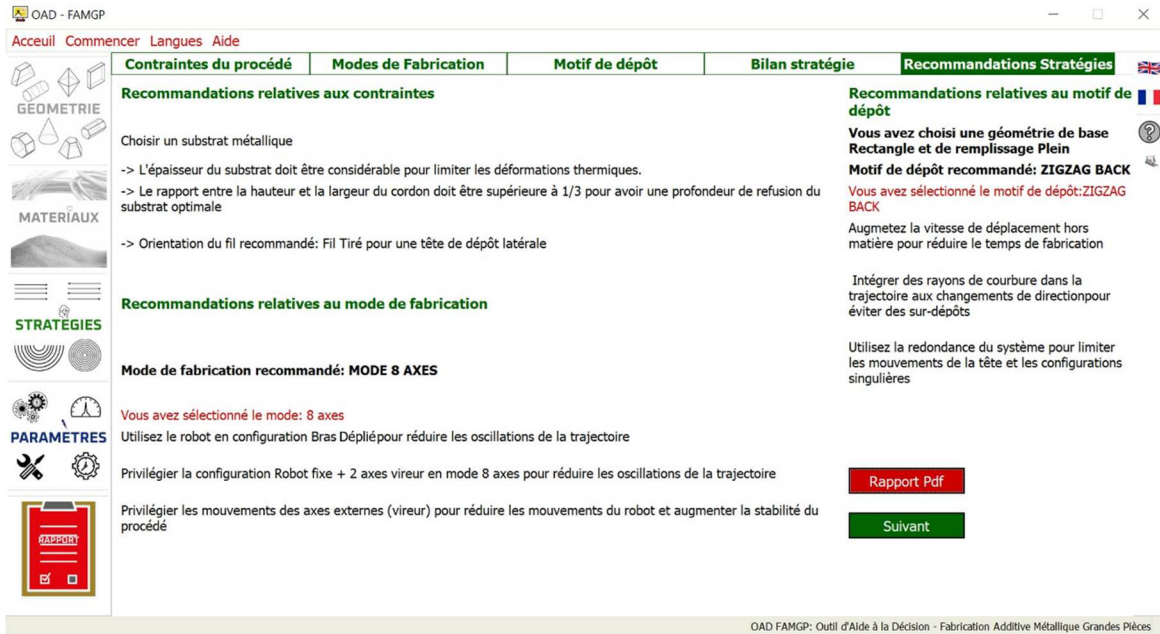 OAD - FAMGP
Acceuil Commencer Langues Aide
Contraintes du procédé
Modes de Fabrication
Motif de dépôt
Bilan stratégie
Recommandations Stratégies
GÉOMETRIE
MATERIAUX
STRATEGIES
PARAMETRES
RAPPORT
Recommandations relatives aux contraintes
Choisir un substrat métallique
-> L'épaisseur du substrat doit être considérable pour limiter les déformations thermiques.
-> Le rapport entre la hauteur et la largeur du cordon doit être supérieure à 1/3 pour avoir une profondeur de refusion du
substrat optimale
-> Orientation du fil recommandé: Fil Tiré pour une tête de dépôt latérale
Recommandations relatives au mode de fabrication
Mode de fabrication recommandé: MODE 8 AXES
Vous avez sélectionné le mode: 8 axes
Utilisez le robot en configuration Bras Dépliépour réduire les oscillations de la trajectoire
Privilégier la configuration Robot fixe + 2 axes vireur en mode 8 axes pour réduire les oscillations de la trajectoire
Privilégier les mouvements des axes externes (vireur) pour réduire les mouvements du robot et augmenter la stabilité du
procédé
Recommandations relatives au motif de
dépôt
Vous avez choisi une géométrie de base
Rectangle et de remplissage Plein
Motif de dépôt recommandé: ZIGZAG BACK
Vous avez sélectionné le motif de dépôt:ZIGZAG
BACK
Augmetez la vitesse de déplacement hors
matière pour réduire le temps de fabrication
Intégrer des rayons de courbure dans la
trajectoire aux changements de directionpour
éviter des sur-dépôts
Utilisez la redondance du système pour limiter
les mouvements de la tête et les configurations
singulières
Rapport Pdf
Suivant
OAD FAMGP: Outil d'Aide à la Décision - Fabrication Additive Métallique Grandes Pièces